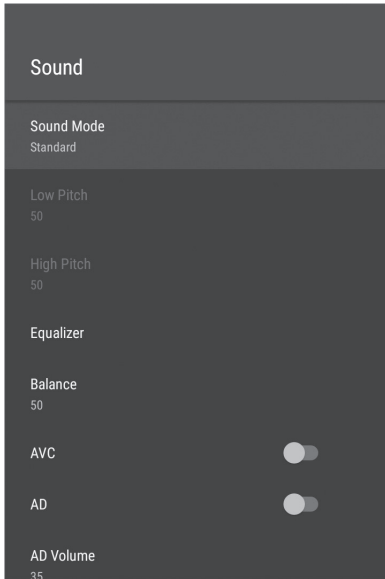 Sound
Sound Mode
Standard
Low Pitch
50
High Pitch
50
Equalizer
Balance
50
AVC
AD
AD Volume
35